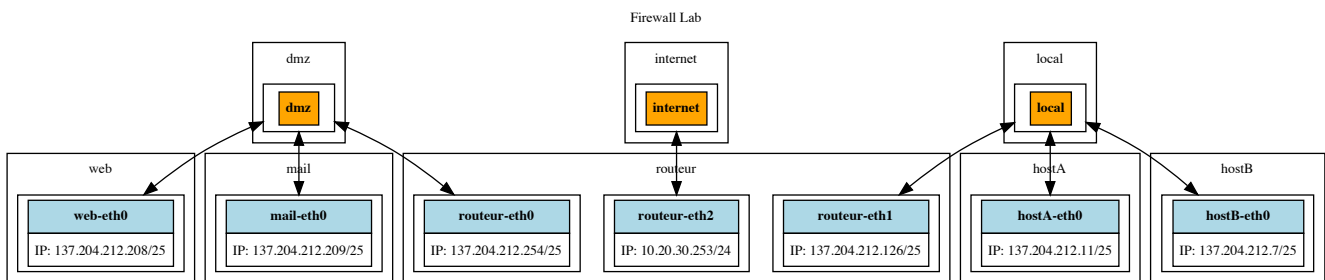 Firewall Lab
dmz
internet
local
dmz
internet
local
web
mail
routeur
hostA
hostB
web-eth0
mail-eth0
routeur-eth0
routeur-eth2
routeur-eth1
hostA-eth0
hostB-eth0
IP: 137.204.212.208/25
IP: 137.204.212.209/25
IP: 137.204.212.254/25
IP: 10.20.30.253/24
IP: 137.204.212.126/25
IP: 137.204.212.11/25
IP: 137.204.212.7/25